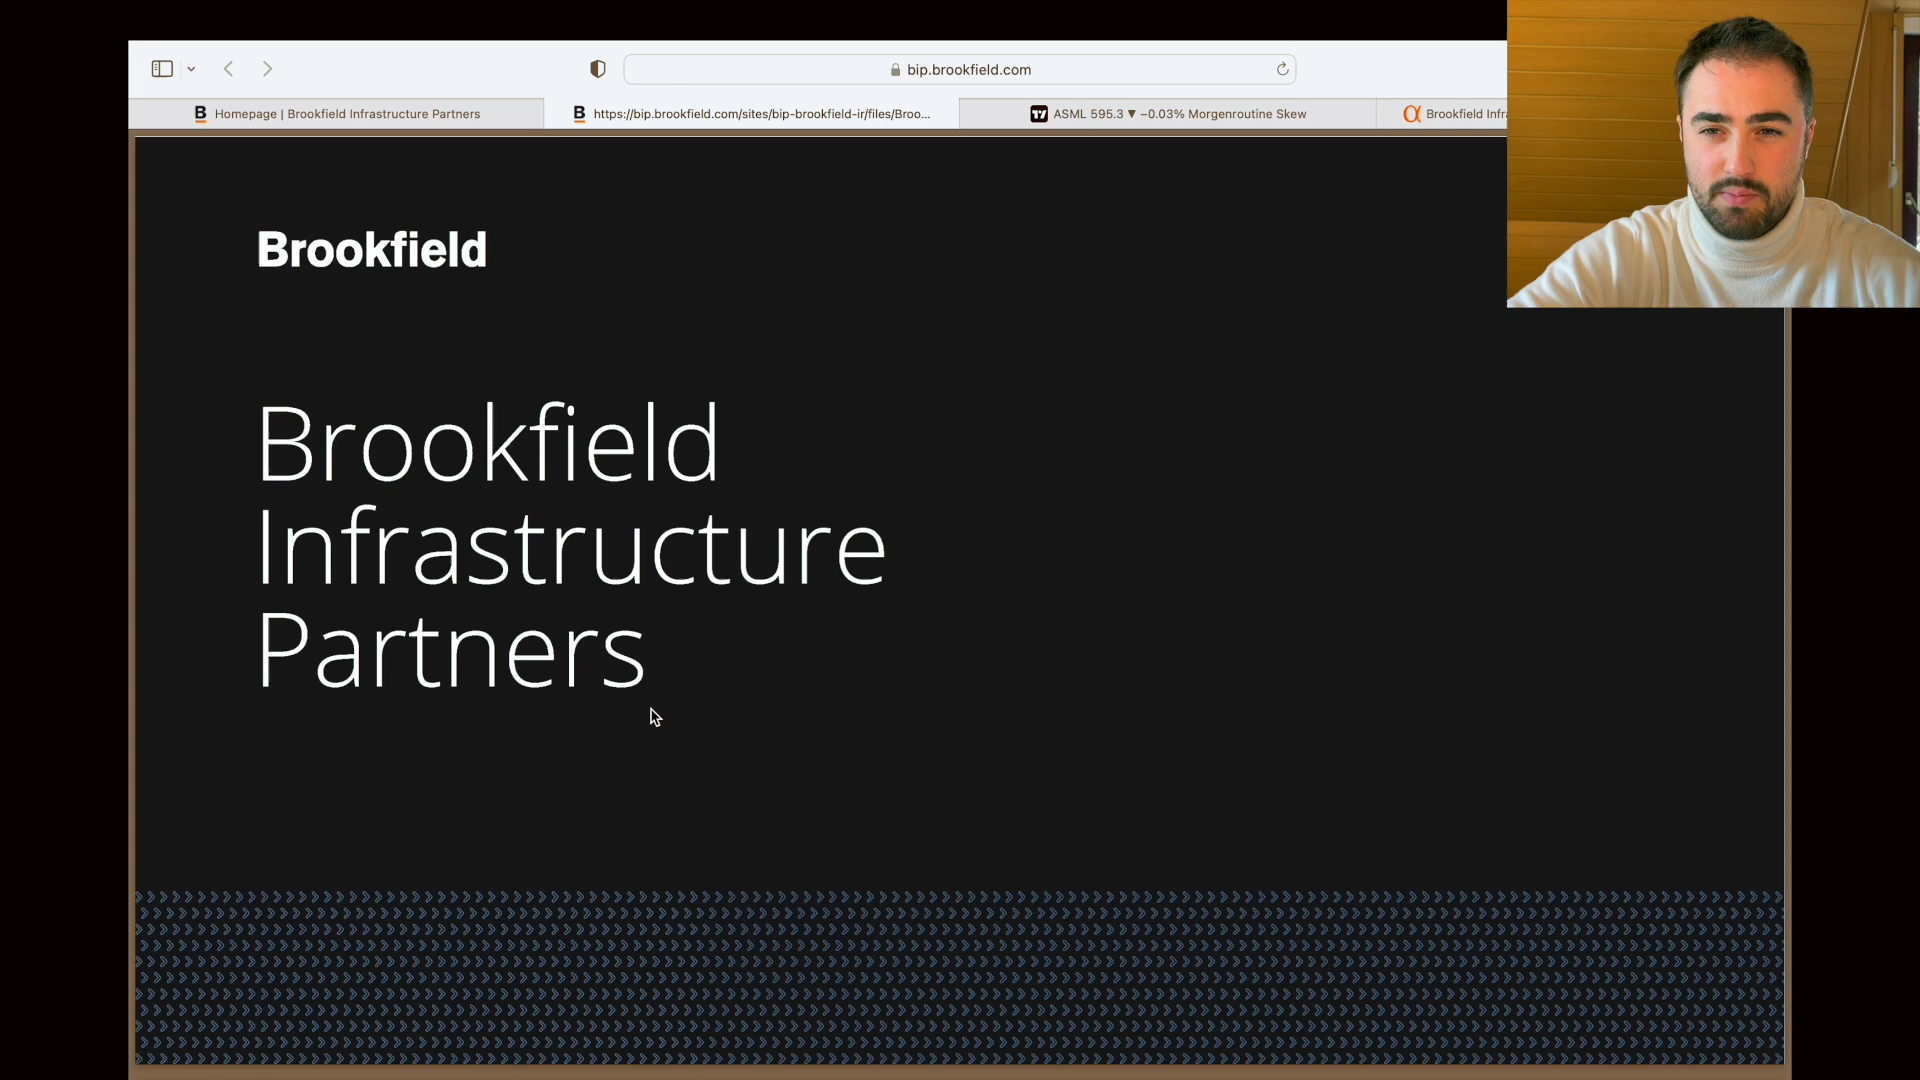 bip.brookfield.com
B Homepage | Brookfield Infrastructure Partners
B https://bip.brookfield.com/sites/bip-brookfield-ir/files/Broo...
ASML 595.3 ▼ −0.03% Morgenroutine Skew
α Brookfield Infr
Brookfield
Brookfield
Infrastructure
Partners